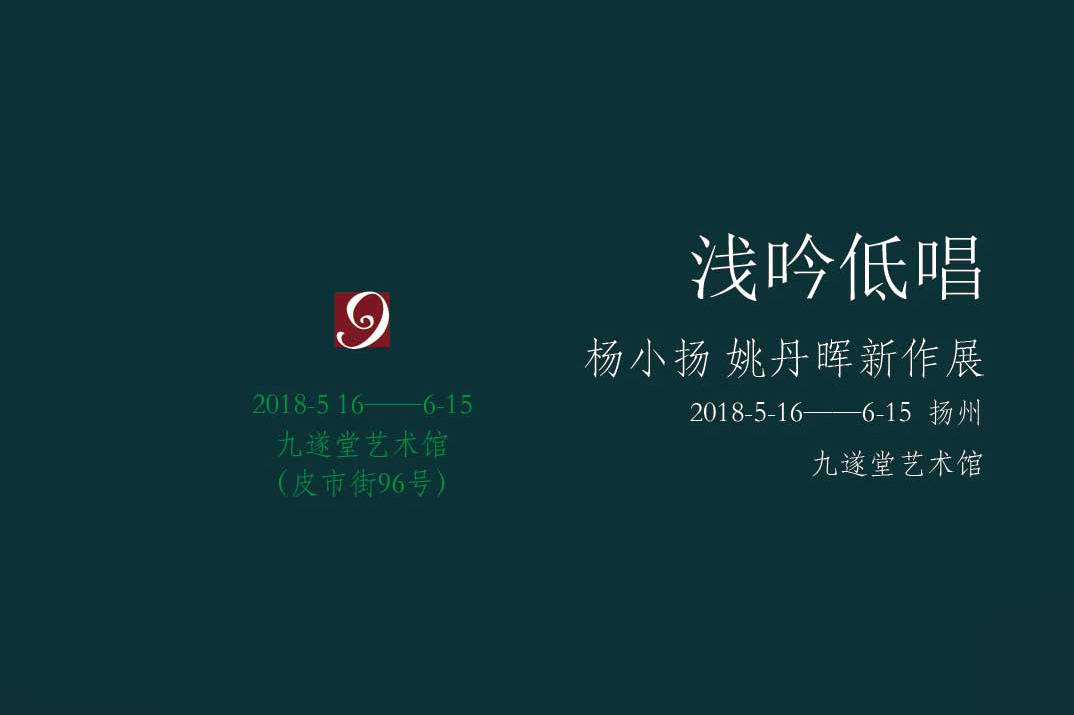 9
2018-5 16——6-15
九遂堂艺术馆
（皮市街96号）
浅吟低唱
杨小扬 姚丹晖新作展
2018-5-16——6-15 扬州
九遂堂艺术馆